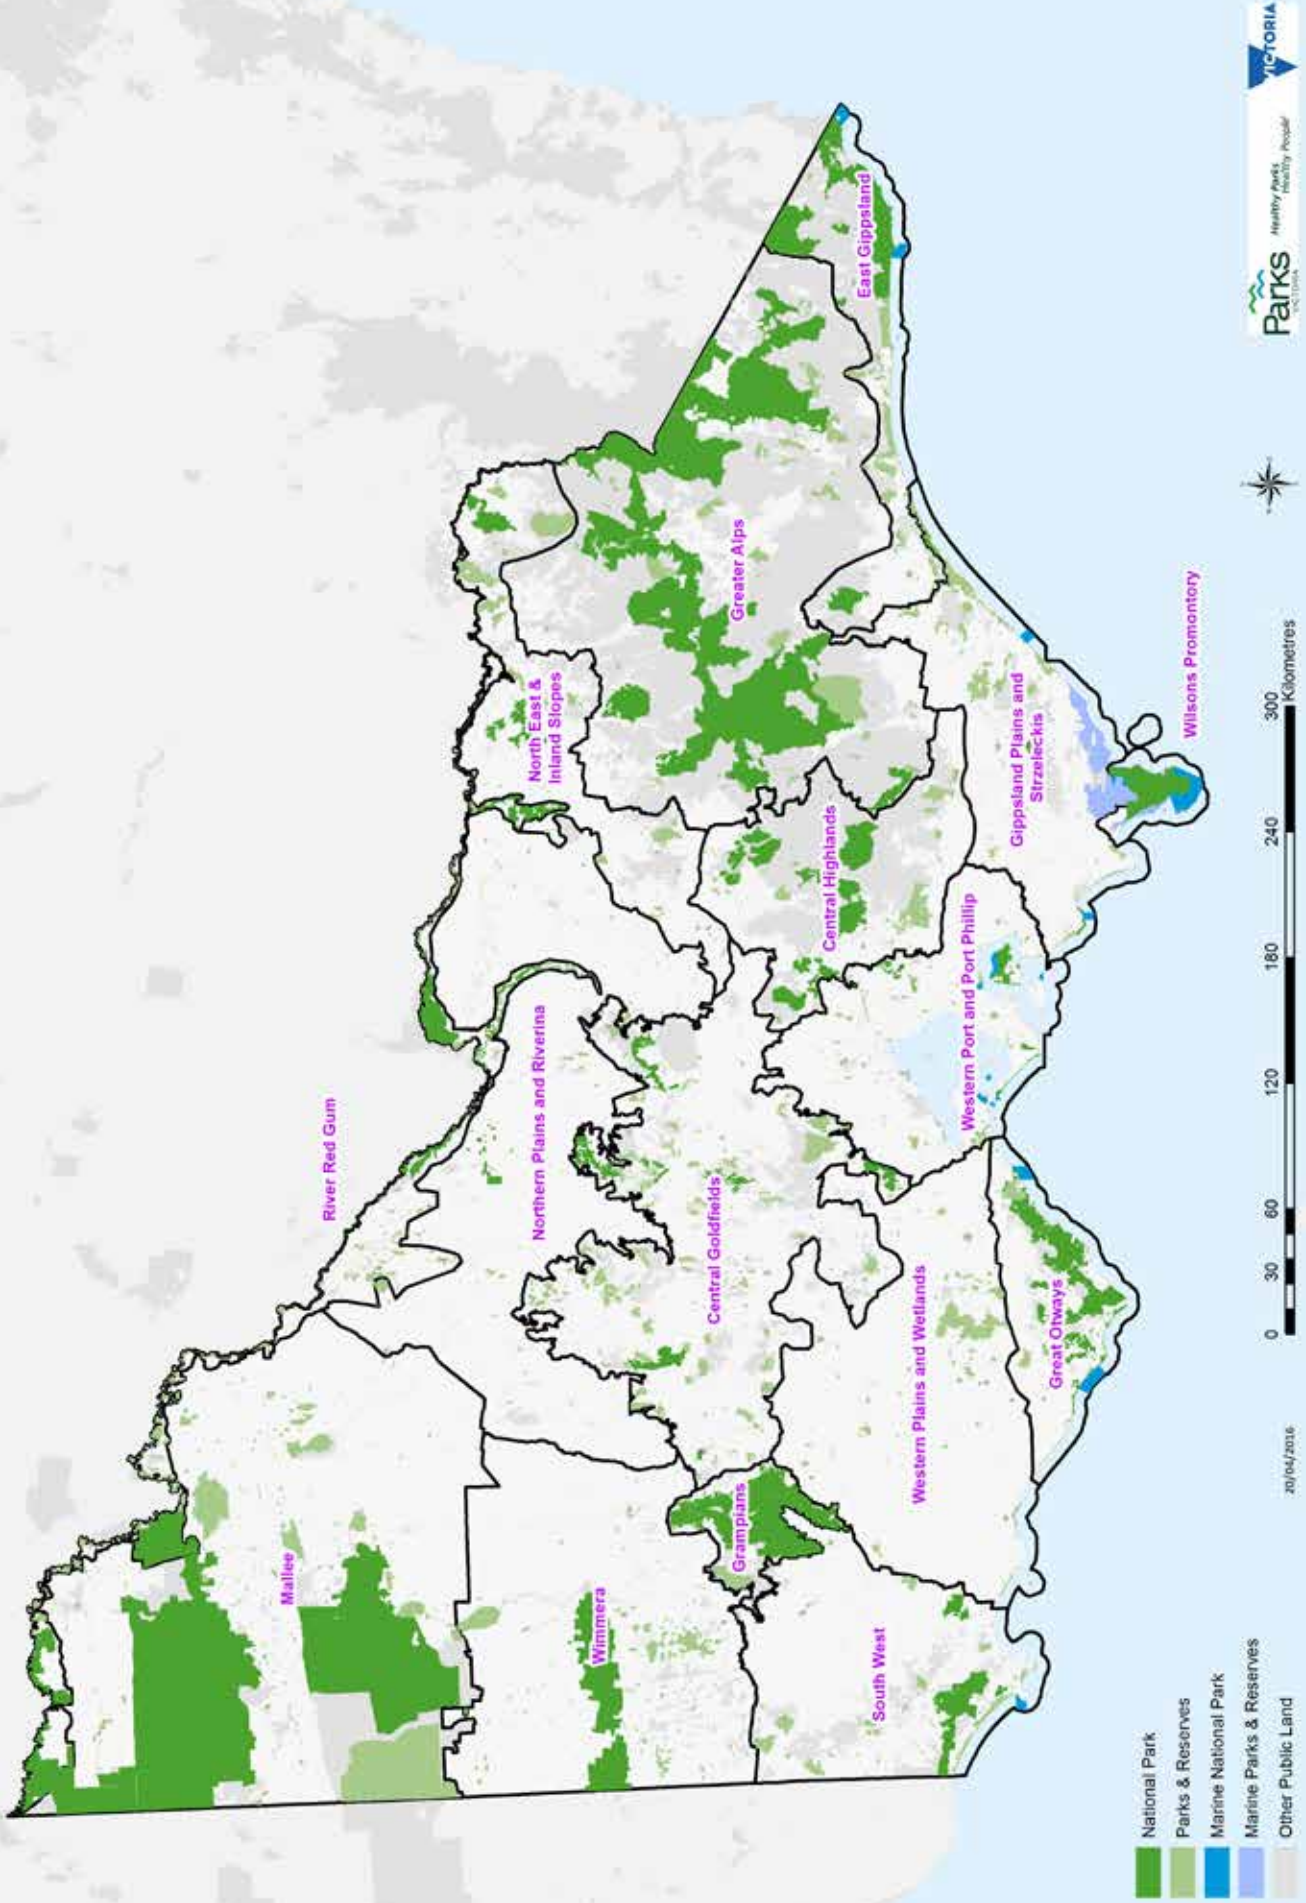 Mallee
River Red Gum
Wimmera
Northern Plains and Riverina
North East &
Inland Slopes
Grampians
Central Goldfields
Greater Alps
South West
Central Highlands
East Gippsland
Western Plains and Wetlands
Western Port and Port Phillip
Great Otways
Gippsland Plains and
Strzeleckis
Wilsons Promontory
National Park
Parks & Reserves
Marine National Park
Marine Parks & Reserves
Other Public Land
20/04/2016
0 30 60 120 180 240 300
Kilometres
Parks
VICTORIA
Healthy Parks
Healthy People
VICTORIA